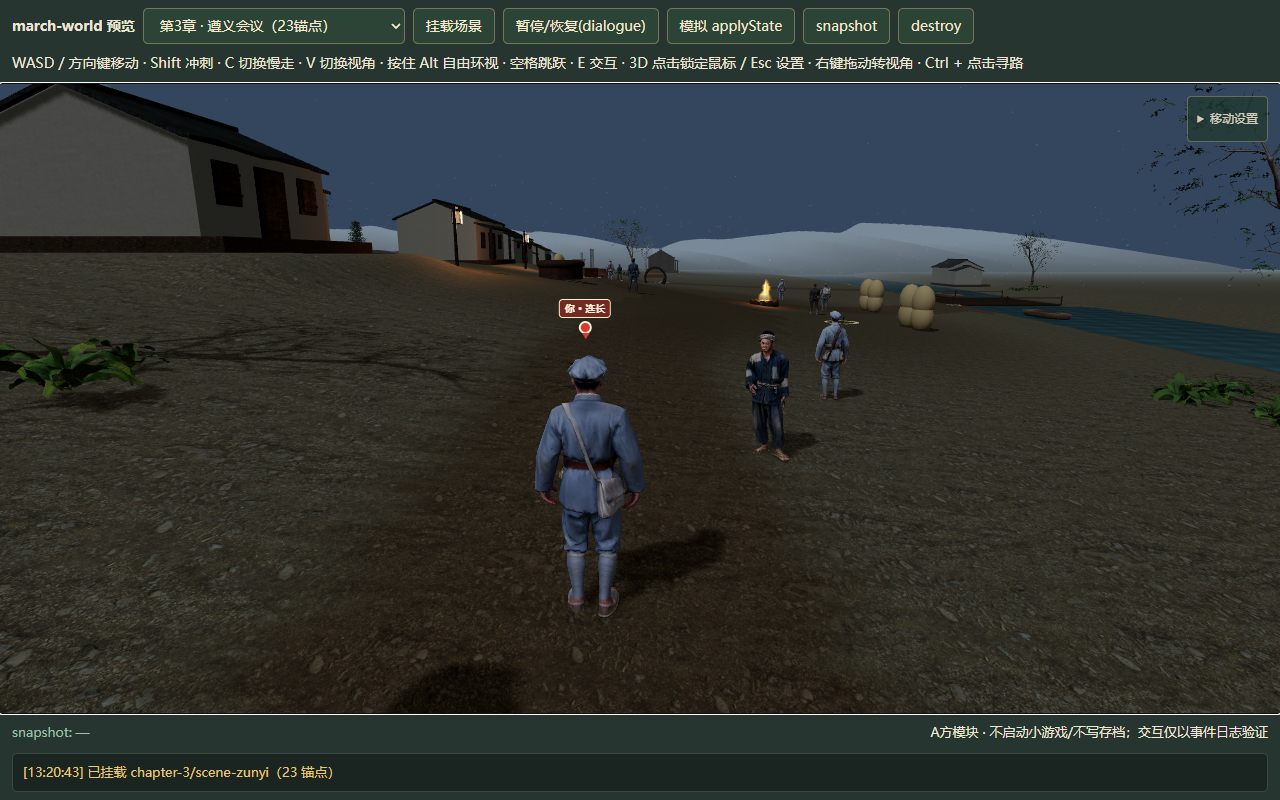 march-world 预览 第3章 · 遵义会议（23锚点） 挂载场景 暂停/恢复(dialogue) 模拟 applyState snapshot destroy
WASD / 方向键移动 · Shift 冲刺 · C 切换慢走 · V 切换视角 · 按住 Alt 自由环视 · 空格跳跃 · E 交互 · 3D 点击锁定鼠标 / Esc 设置 · 右键拖动转视角 · Ctrl + 点击寻路
▸ 移动设置
你 · 连长
snapshot: —
A方模块 · 不启动小游戏/不写存档；交互仅以事件日志验证
[13:20:43] 已挂载 chapter-3/scene-zunyi（23 锚点）